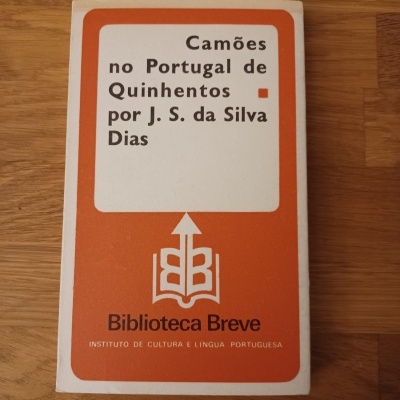 Camões
no Portugal de
Quinhentos
por J. S. da Silva
Dias
BB
Biblioteca Breve
INSTITUTO DE CULTURA E LÍNGUA PORTUGUESA